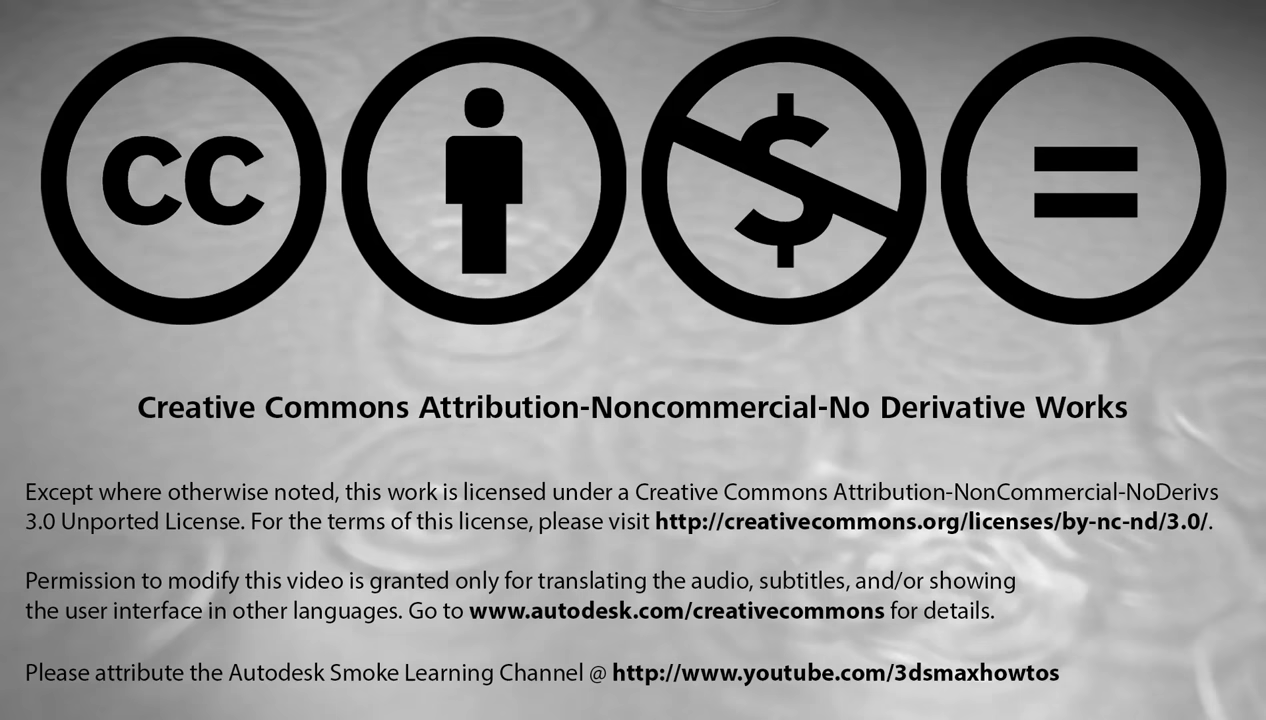 cc $ =
Creative Commons Attribution-Noncommercial-No Derivative Works
Except where otherwise noted, this work is licensed under a Creative Commons Attribution-NonCommercial-NoDerivs
3.0 Unported License. For the terms of this license, please visit http://creativecommons.org/licenses/by-nc-nd/3.0/.
Permission to modify this video is granted only for translating the audio, subtitles, and/or showing
the user interface in other languages. Go to www.autodesk.com/creativecommons for details.
Please attribute the Autodesk Smoke Learning Channel @ http://www.youtube.com/3dsmaxhowtos